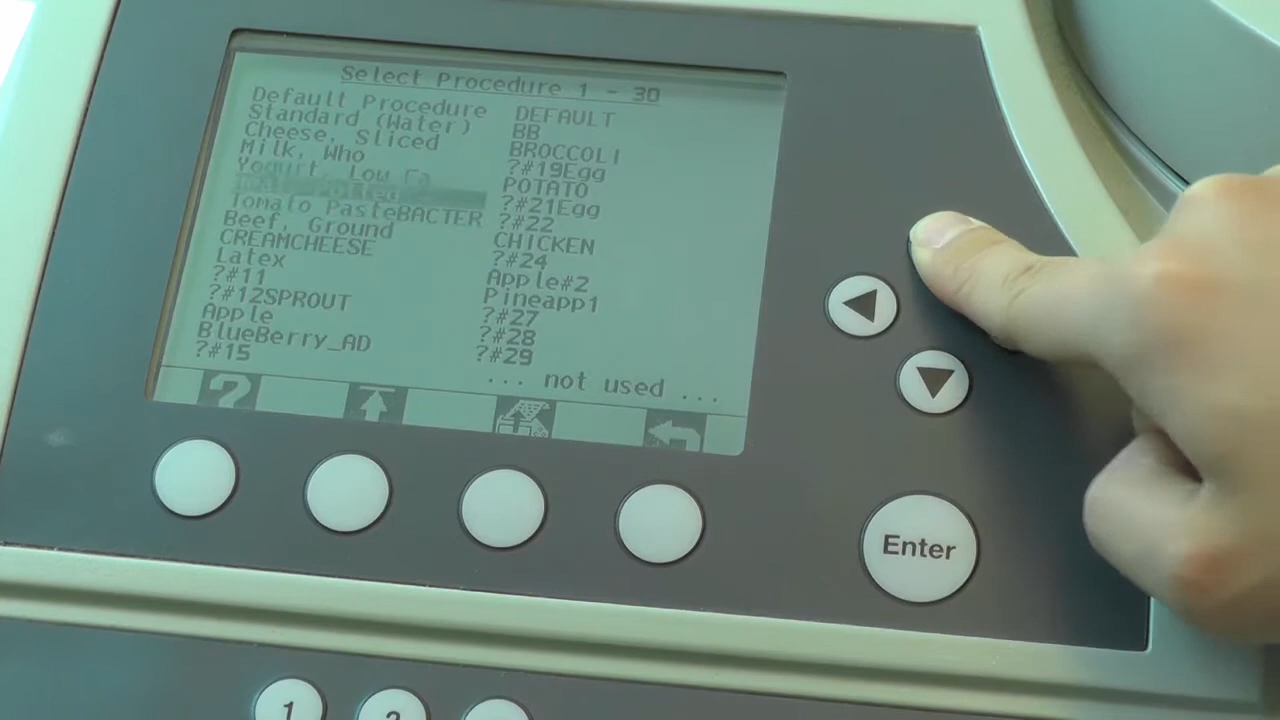 Select Procedure 1 - 30
Default Procedure
Standard (Water)
Cheese, Sliced
Milk, Who
Yogurt, Low Fa
Tomato PasteBACTER
Beef, Ground
CREAMCHEESE
Latex
?#11
?#12SPROUT
Apple
BlueBerry_AD
?#15
DEFAULT
BB
BROCCOLI
?#19Egg
POTATO
?#21Egg
?#22
CHICKEN
?#24
Apple#2
Pineappl
?#27
?#28
?#29
... not used ...
?
Enter
1
2